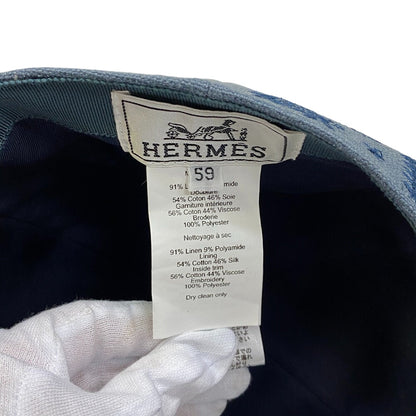 HERMES
59
91% Linen
54% Coton 46% Soie
Garniture intérieure
56% Coton 44% Viscose
Broderie
100% Polyester
Nettoyage à sec
91% Linen 9% Polyamide
Lining
54% Cotton 46% Silk
Inside trim
56% Cotton 44% Viscose
Embroidery
100% Polyester
Dry clean only